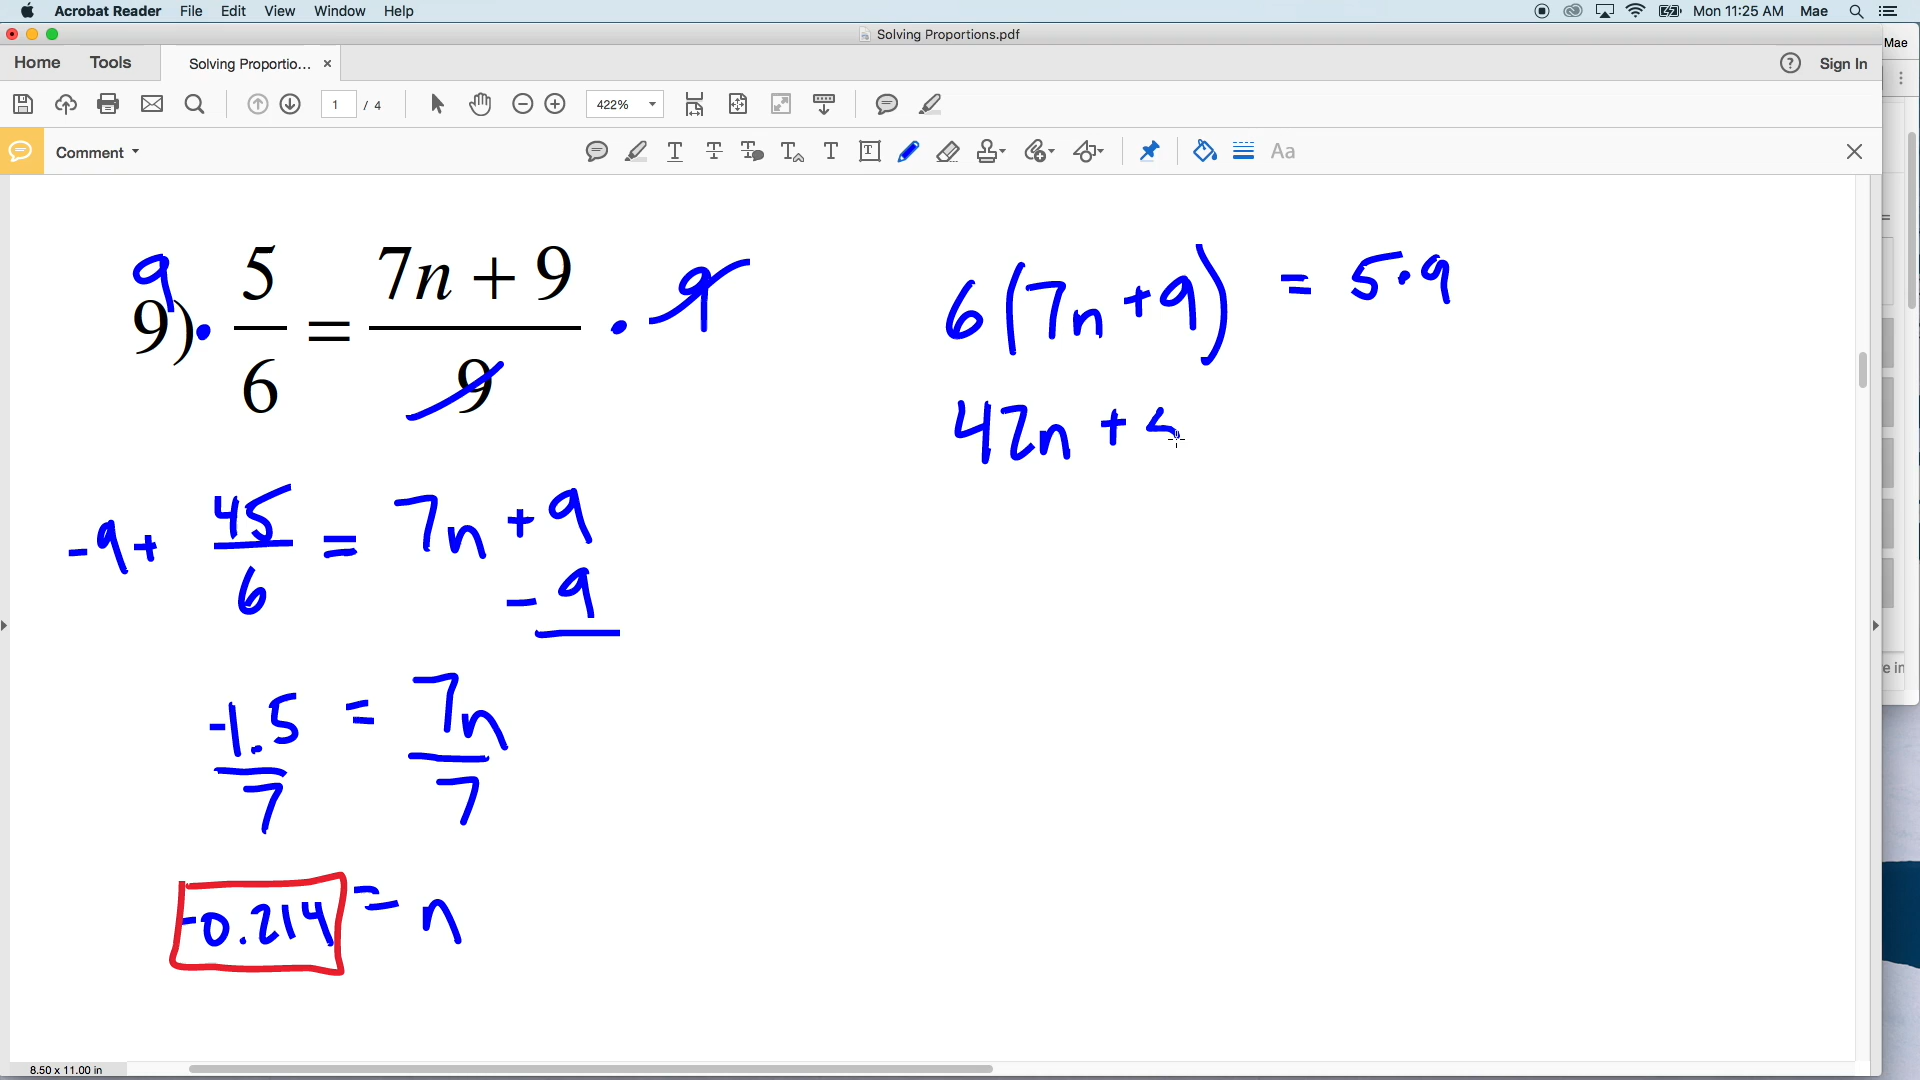 Acrobat Reader File Edit View Window Help Mon 11:25 AM Mae
Solving Proportions.pdf
Mae
Home Tools Solving Proportio... × ? Sign In
1 / 4 422%
Comment T T T T T T Aa
9) 5/6 = (7n + 9)/9
9 • • 9
45/6 = 7n + 9
-9 + - 9
-1.5/7 = 7n/7
-0.214 = n
6(7n + 9) = 5·9
42n + 
e in
8.50 x 11.00 in